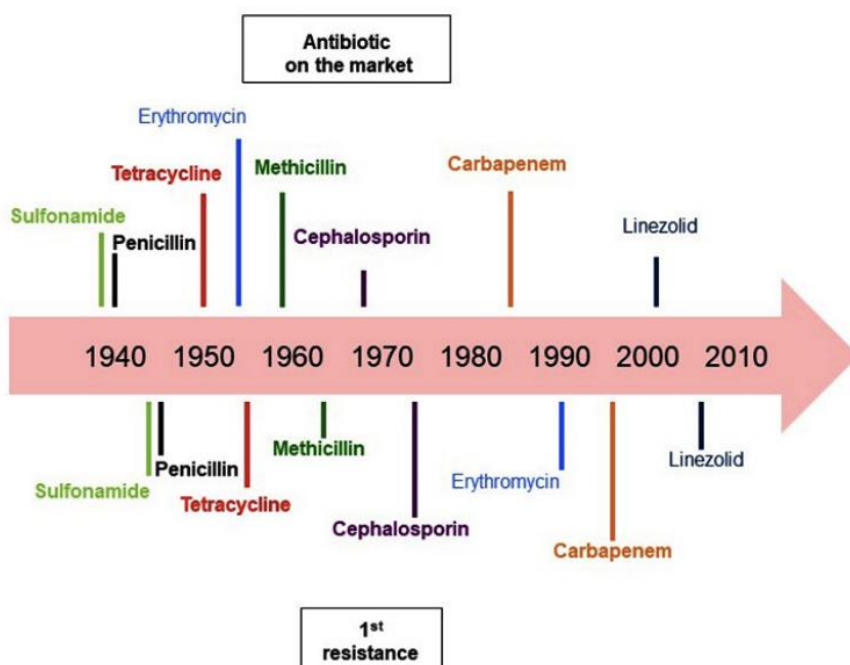 Antibiotic
on the market
Erythromycin
Tetracycline
Methicillin
Carbapenem
Sulfonamide
Penicillin
Cephalosporin
Linezolid
1940 1950 1960 1970 1980 1990 2000 2010
Sulfonamide
Penicillin
Tetracycline
Methicillin
Cephalosporin
Erythromycin
Carbapenem
Linezolid
1st
resistance